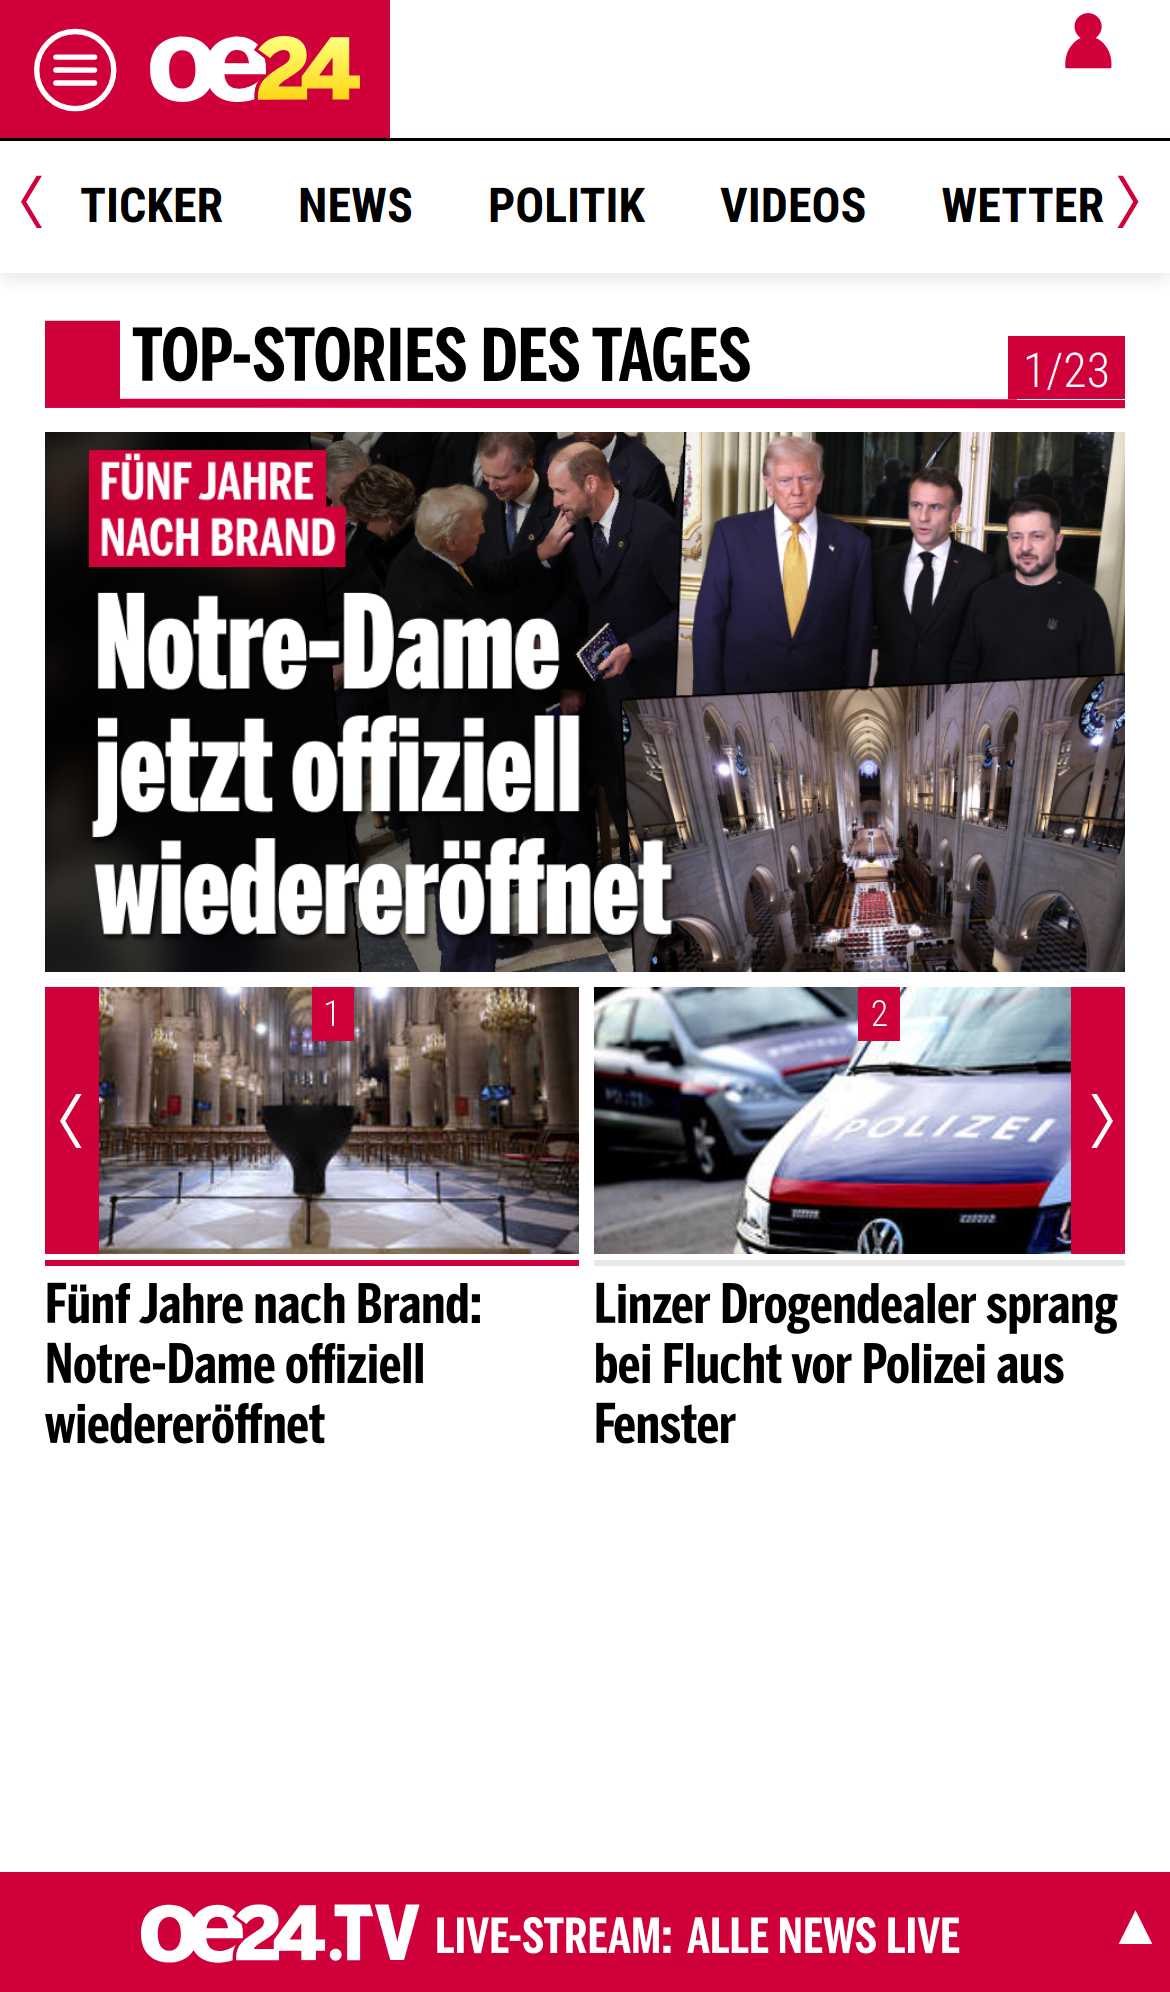 oe24
TICKER NEWS POLITIK VIDEOS WETTER
TOP-STORIES DES TAGES
1/23
FÜNF JAHRE
NACH BRAND
Notre-Dame
jetzt offiziell
wiedereröffnet
1
2
POLIZEI
Fünf Jahre nach Brand:
Notre-Dame offiziell
wiedereröffnet
Linzer Drogendealer sprang
bei Flucht vor Polizei aus
Fenster
oe24.TV LIVE-STREAM: ALLE NEWS LIVE